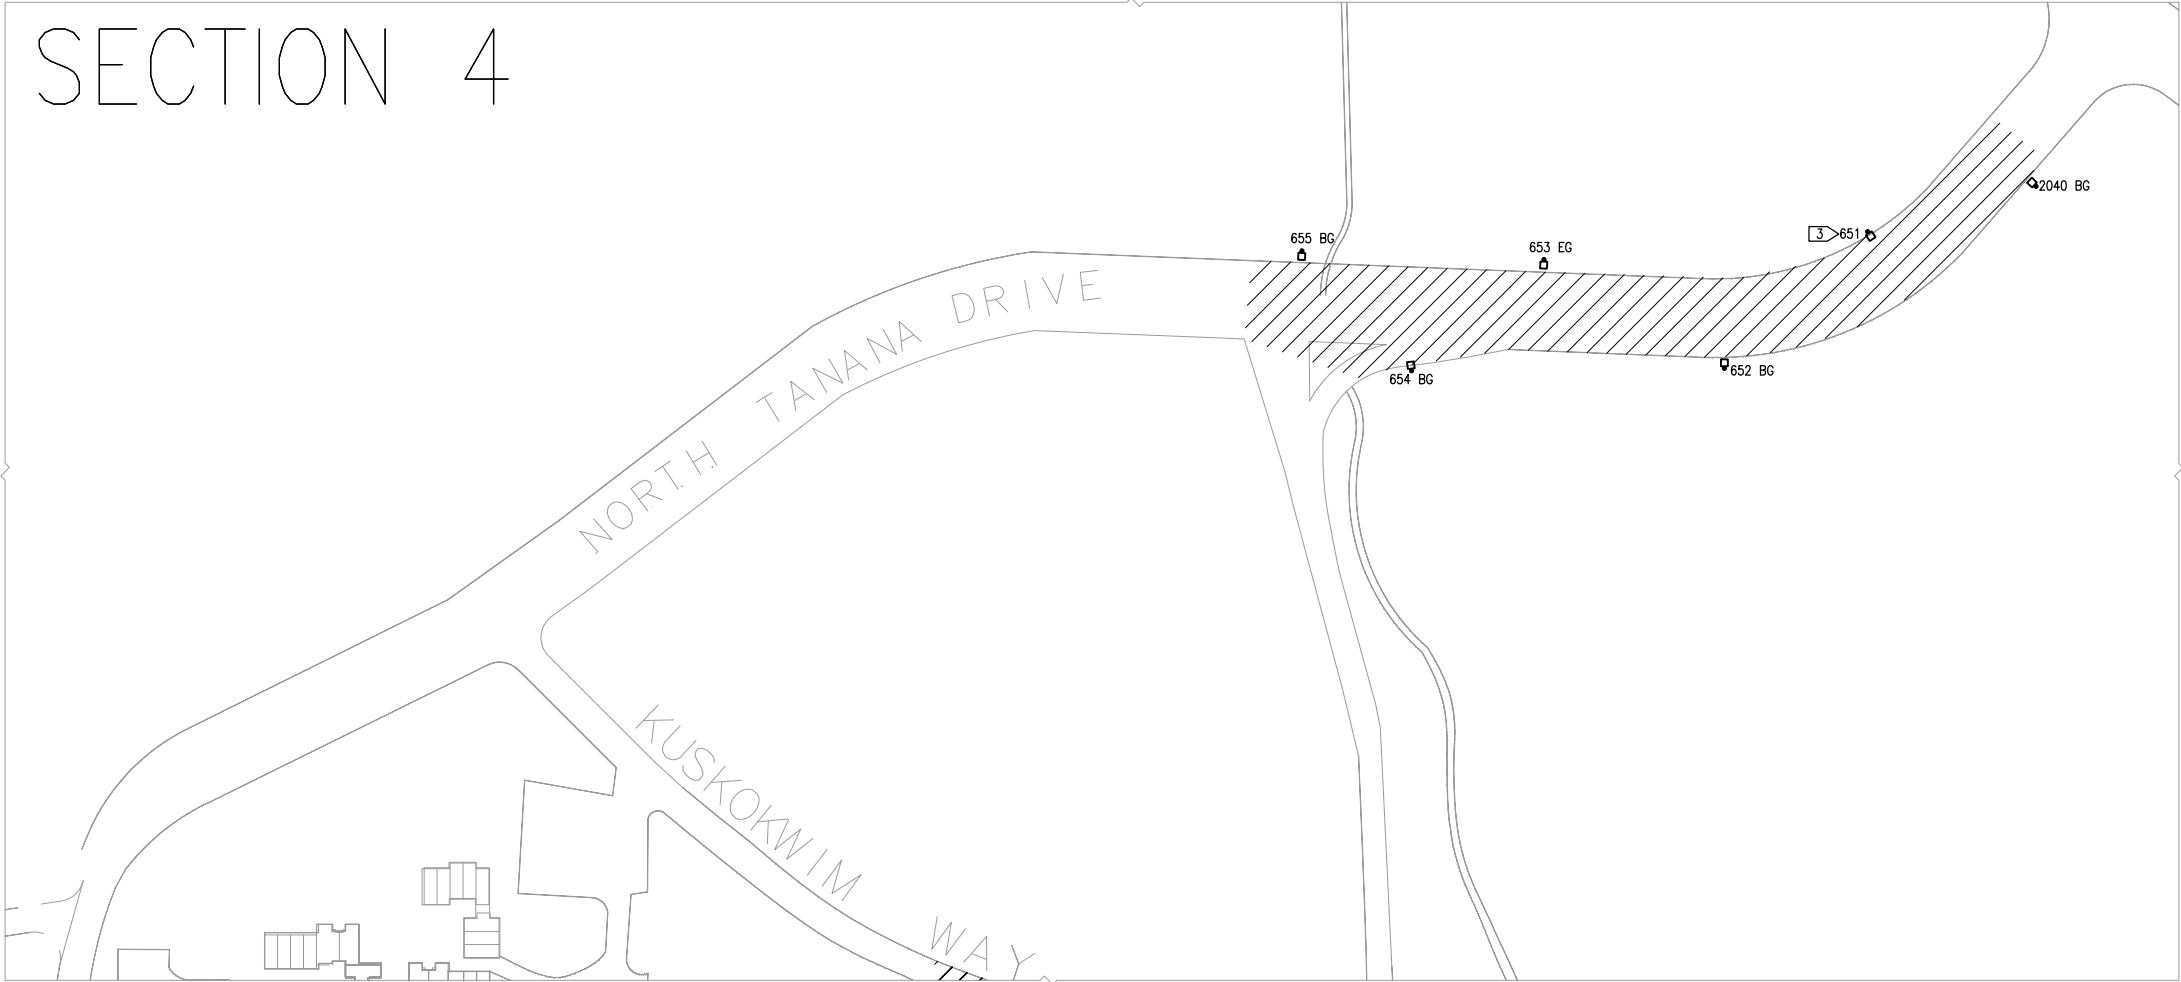 SECTION 4
2040 BG
3 651
655 BG
653 EG
NORTH TANANA DRIVE
652 BG
654 BG
KUSKOKWIM WAY